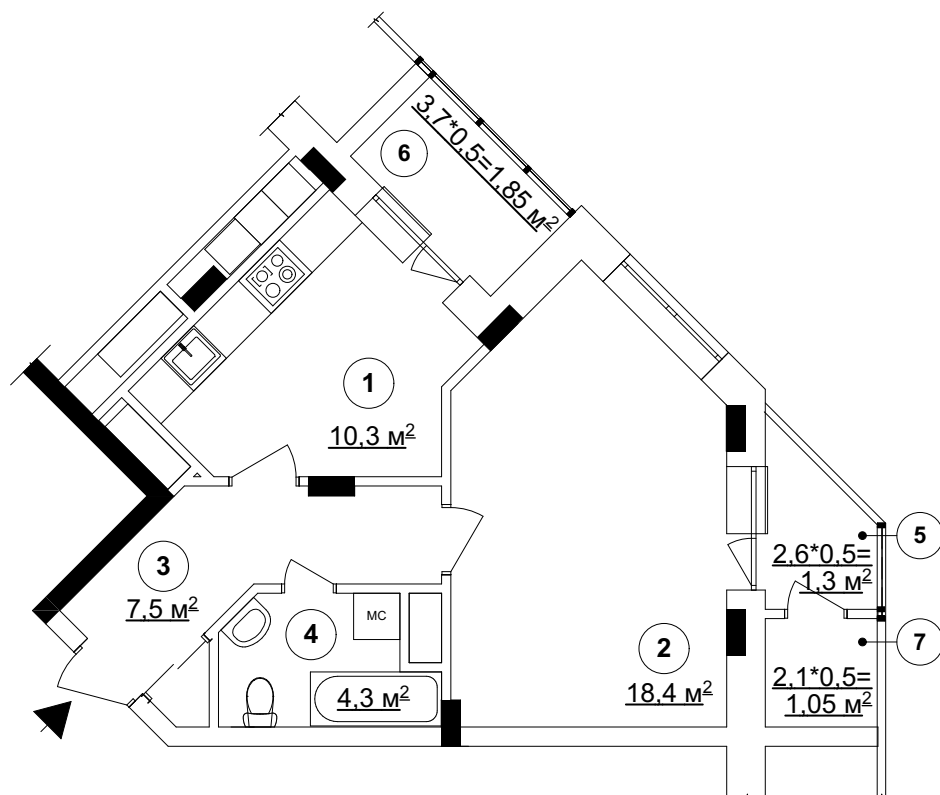 6
3,7*0,5=1,85 м²
1
10,3 м²
5
2,6*0,5=
1,3 м²
3
7,5 м²
4
МС
4,3 м²
2
18,4 м²
7
2,1*0,5=
1,05 м²